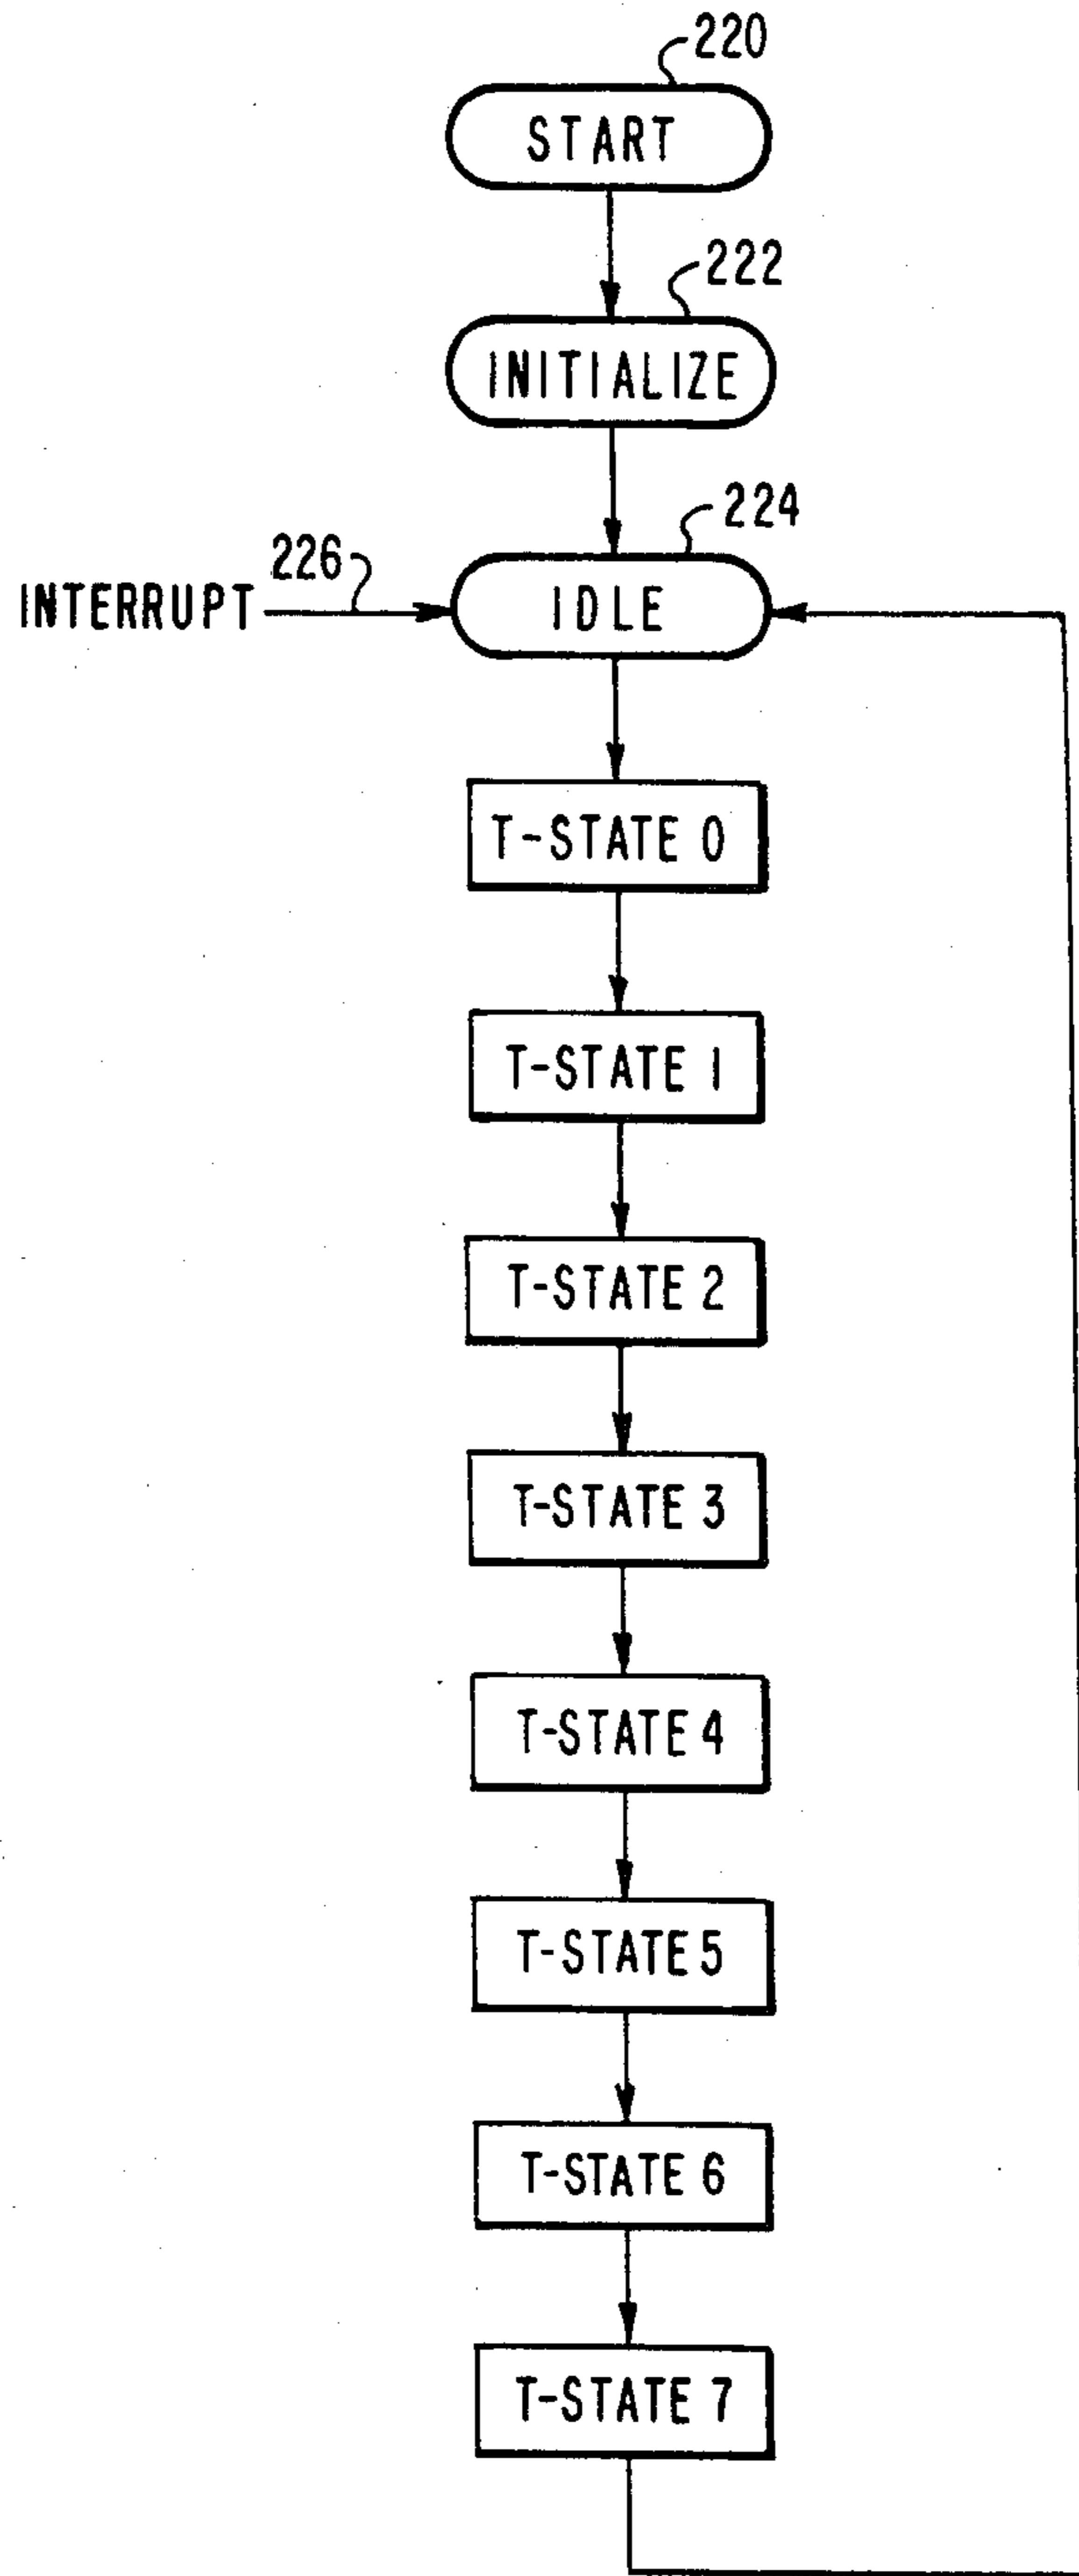 220
START
222
INITIALIZE
224
226
INTERRUPT
IDLE
T-STATE 0
T-STATE 1
T-STATE 2
T-STATE 3
T-STATE 4
T-STATE 5
T-STATE 6
T-STATE 7